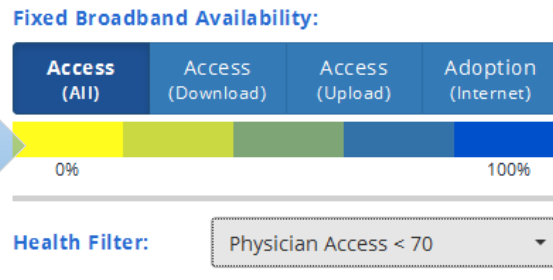 Fixed Broadband Availability:
Access Access Access Adoption
(All) (Download) (Upload) (Internet)
0% 100%
Health Filter: Physician Access < 70